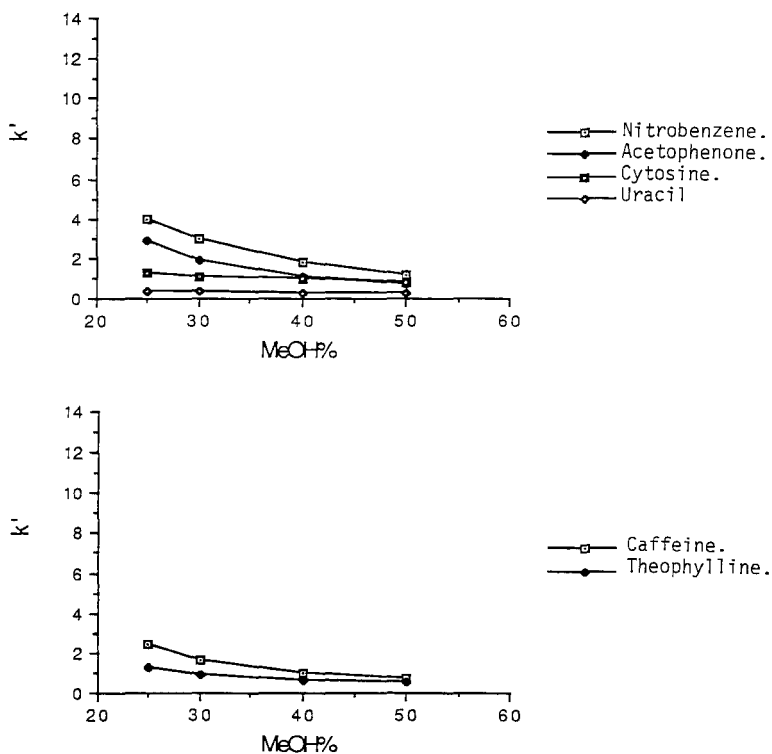 14
12
10
8
6
4
2
0
k'
20
30
40
50
60
MeOH%
Nitrobenzene.
Acetophenone.
Cytosine.
Uracil
14
12
10
8
6
4
2
0
k'
20
30
40
50
60
MeOH%
Caffeine.
Theophylline.